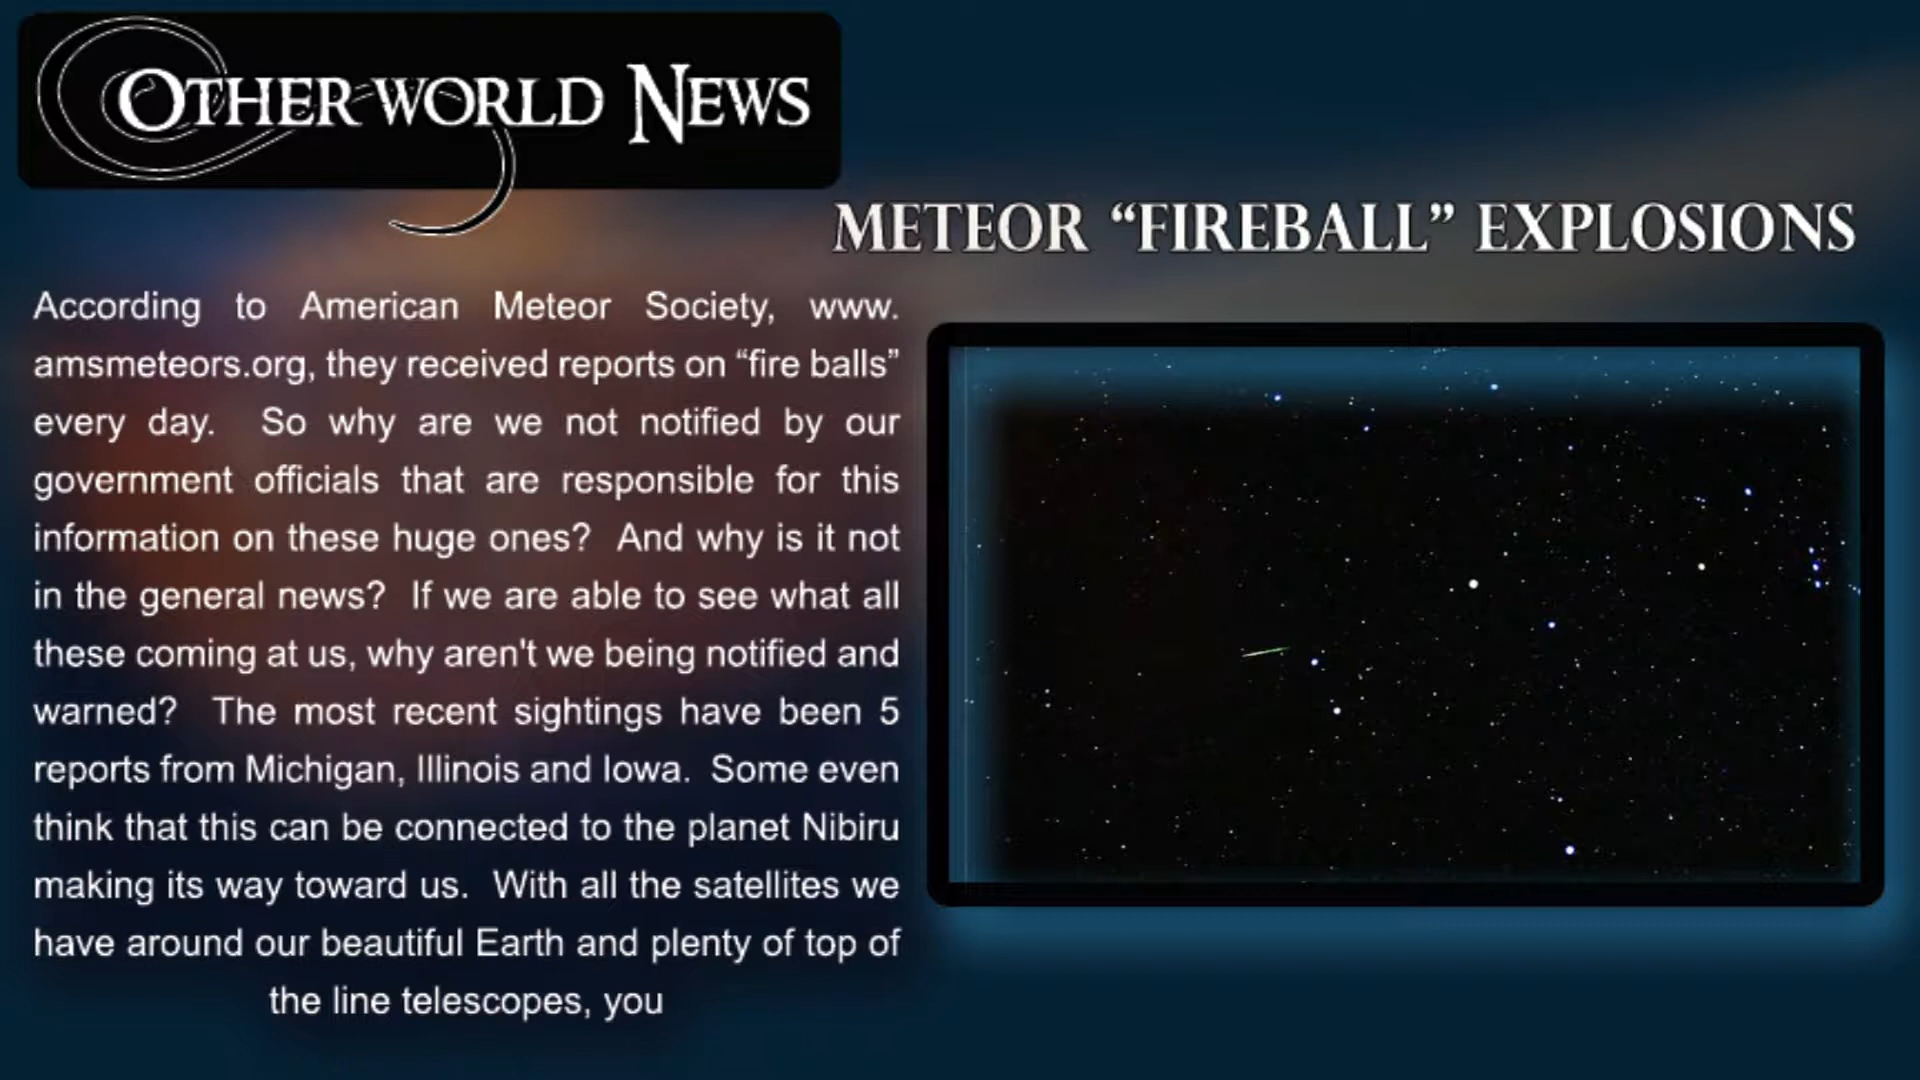 OTHER WORLD NEWS
METEOR “FIREBALL” EXPLOSIONS
According to American Meteor Society, www.
amsmeteors.org, they received reports on “fire balls”
every day. So why are we not notified by our
government officials that are responsible for this
information on these huge ones? And why is it not
in the general news? If we are able to see what all
these coming at us, why aren't we being notified and
warned? The most recent sightings have been 5
reports from Michigan, Illinois and Iowa. Some even
think that this can be connected to the planet Nibiru
making its way toward us. With all the satellites we
have around our beautiful Earth and plenty of top of
the line telescopes, you